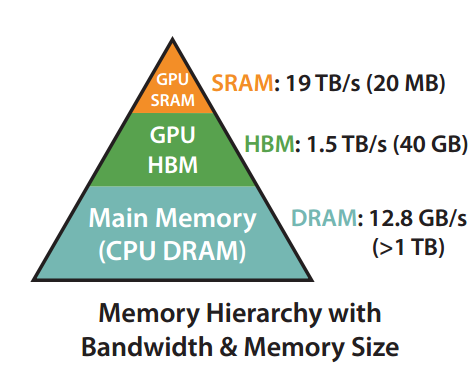 GPU
SRAM
SRAM: 19 TB/s (20 MB)
GPU
HBM
HBM: 1.5 TB/s (40 GB)
Main Memory
(CPU DRAM)
DRAM: 12.8 GB/s
(>1 TB)
Memory Hierarchy with
Bandwidth & Memory Size